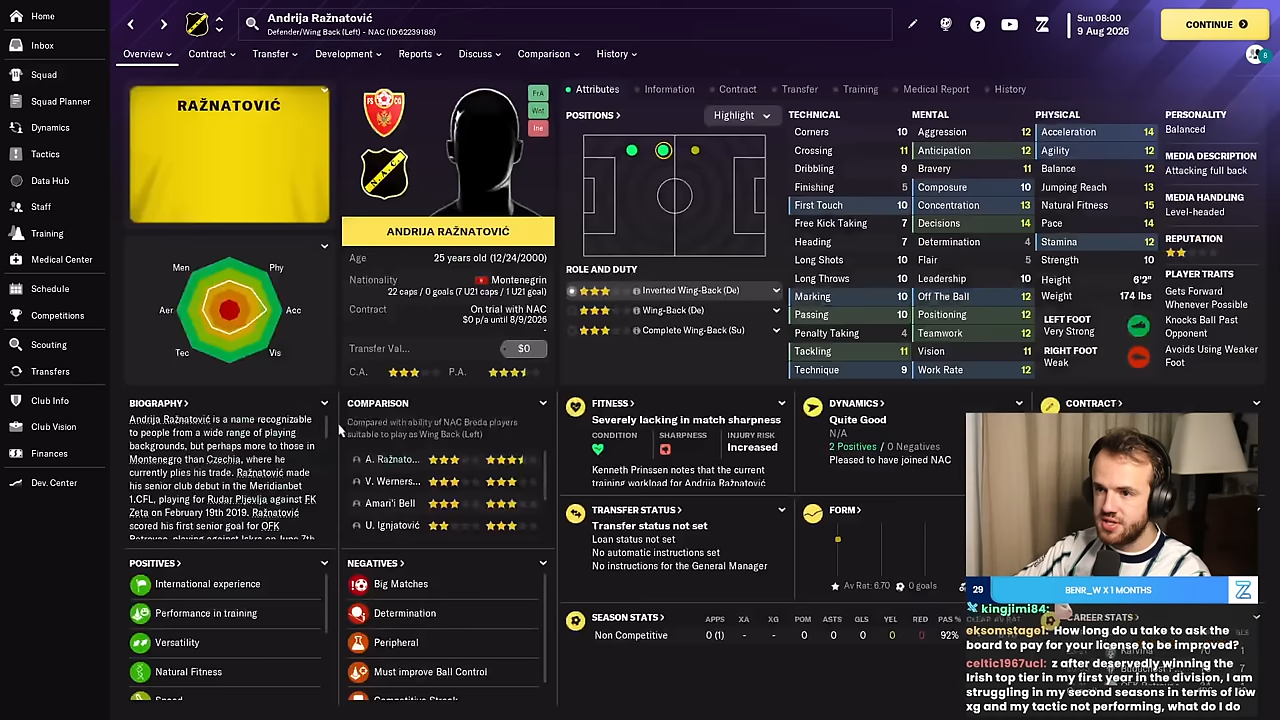 Home
Inbox
Squad
Squad Planner
Dynamics
Tactics
Data Hub
Staff
Training
Medical Center
Schedule
Competitions
Scouting
Transfers
Club Info
Club Vision
Finances
Dev. Center
Andrija Ražnatović
Defender/Wing Back (Left) - NAC (ID:62239188)
Sun 08:00
9 Aug 2026
CONTINUE
8
Overview
Contract
Transfer
Development
Reports
Discuss
Comparison
History
RAŽNATOVIĆ
Men
Phy
Aer
Acc
Tec
Vis
FrA
Wnt
Ine
ANDRIJA RAŽNATOVIĆ
Age 25 years old (12/24/2000)
Nationality Montenegrin
22 caps / 0 goals (7 U21 caps / 1 U21 goal)
Contract On trial with NAC
$0 p/a until 8/9/2026
-
Transfer Val... $0
C.A. P.A.
Attributes
Information
Contract
Transfer
Training
Medical Report
History
POSITIONS
Highlight
ROLE AND DUTY
Inverted Wing-Back (De)
Wing-Back (De)
Complete Wing-Back (Su)
TECHNICAL
Corners 10
Crossing 11
Dribbling 9
Finishing 5
First Touch 10
Free Kick Taking 7
Heading 7
Long Shots 10
Long Throws 10
Marking 10
Passing 10
Penalty Taking 4
Tackling 11
Technique 9
MENTAL
Aggression 12
Anticipation 12
Bravery 11
Composure 10
Concentration 13
Decisions 14
Determination 4
Flair 5
Leadership 10
Off The Ball 12
Positioning 12
Teamwork 12
Vision 11
Work Rate 12
PHYSICAL
Acceleration 14
Agility 12
Balance 12
Jumping Reach 13
Natural Fitness 15
Pace 14
Stamina 12
Strength 10
Height 6'2"
Weight 174 lbs
LEFT FOOT
Very Strong
RIGHT FOOT
Weak
PERSONALITY
Balanced
MEDIA DESCRIPTION
Attacking full back
MEDIA HANDLING
Level-headed
REPUTATION
PLAYER TRAITS
Gets Forward
Whenever Possible
Knocks Ball Past
Opponent
Avoids Using Weaker
Foot
BIOGRAPHY
Andrija Ražnatović is a name recognizable
to people from a wide range of playing
backgrounds, but perhaps more to those in
Montenegro than Czechia, where he
currently plies his trade. Ražnatović made
his senior club debut in the Meridianbet
1.CFL, playing for Rudar Pljevlja against FK
Zeta on February 19th 2019. Ražnatović
scored his first senior goal for OFK
Petrovac, playing against Iskra on June 7th
COMPARISON
Compared with ability of NAC Breda players
suitable to play as Wing Back (Left)
A. Ražnato...
V. Werners...
Amari'i Bell
U. Ignjatović
POSITIVES
International experience
Performance in training
Versatility
Natural Fitness
Speed
NEGATIVES
Big Matches
Determination
Peripheral
Must improve Ball Control
Competitive Streak
FITNESS
Severely lacking in match sharpness
CONDITION
SHARPNESS
INJURY RISK
Increased
Kenneth Prinssen notes that the current
training workload for Andrija Ražnatović
DYNAMICS
Quite Good
N/A
2 Positives / 0 Negatives
Pleased to have joined NAC
CONTRACT
TRANSFER STATUS
Transfer status not set
Loan status not set
No automatic instructions set
No instructions for the General Manager
FORM
Av Rat: 6.70 0 goals
SEASON STATS APPS XA XG POM ASTS GLS YEL RED PAS %
Non Competitive 0 (1) - - 0 0 0 0 0 92%
CAREER STATS
29 BENR_W X 1 MONTHS
kingjimi84:
eksomstage1: How long do u take to ask the
board to pay for your license to be improved?
celtic1967ucl: z after deservedly winning the
Irish top tier in my first year in the division, I am
struggling in my second seasons in terms of low
xg and my tactic not performing, what do I do